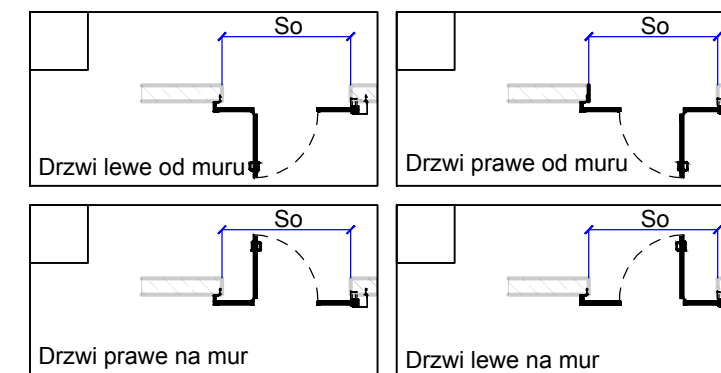 So
So
Drzwi lewe od muru
Drzwi prawe od muru
So
So
Drzwi prawe na mur
Drzwi lewe na mur